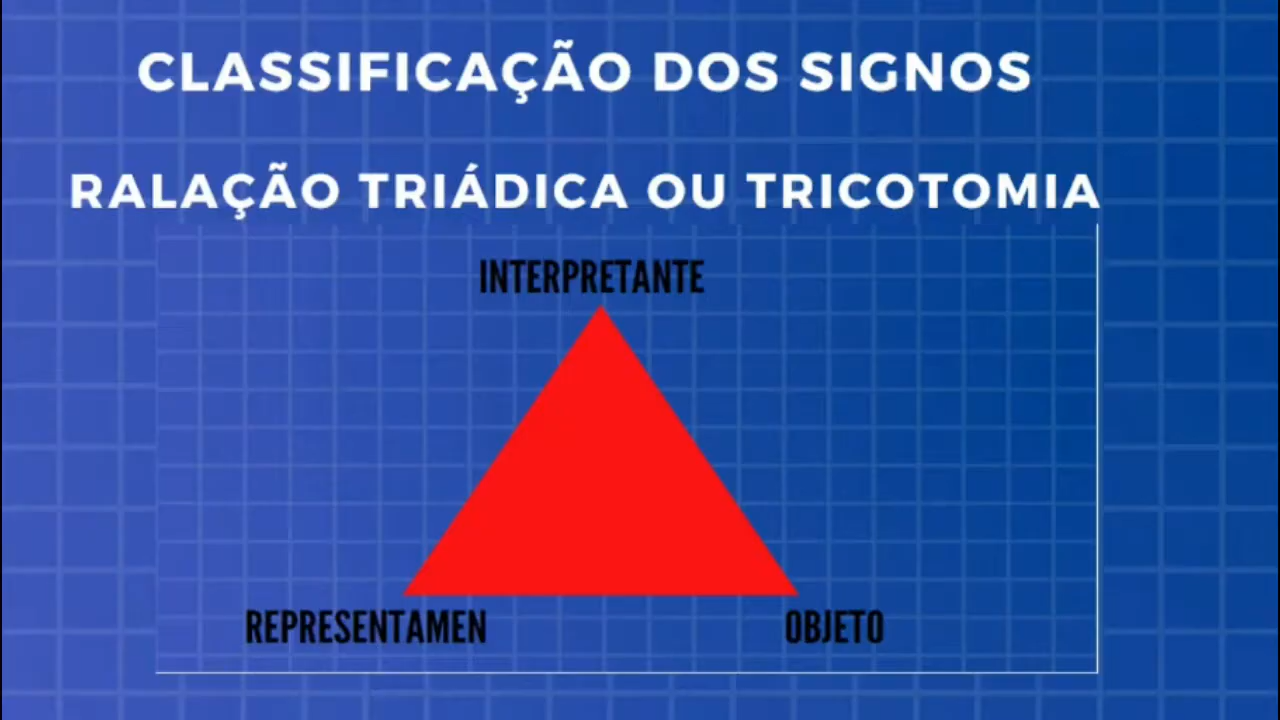 CLASSIFICAÇÃO DOS SIGNOS
RALAÇÃO TRIÁDICA OU TRICOTOMIA
INTERPRETANTE
REPRESENTAMEN
OBJETO